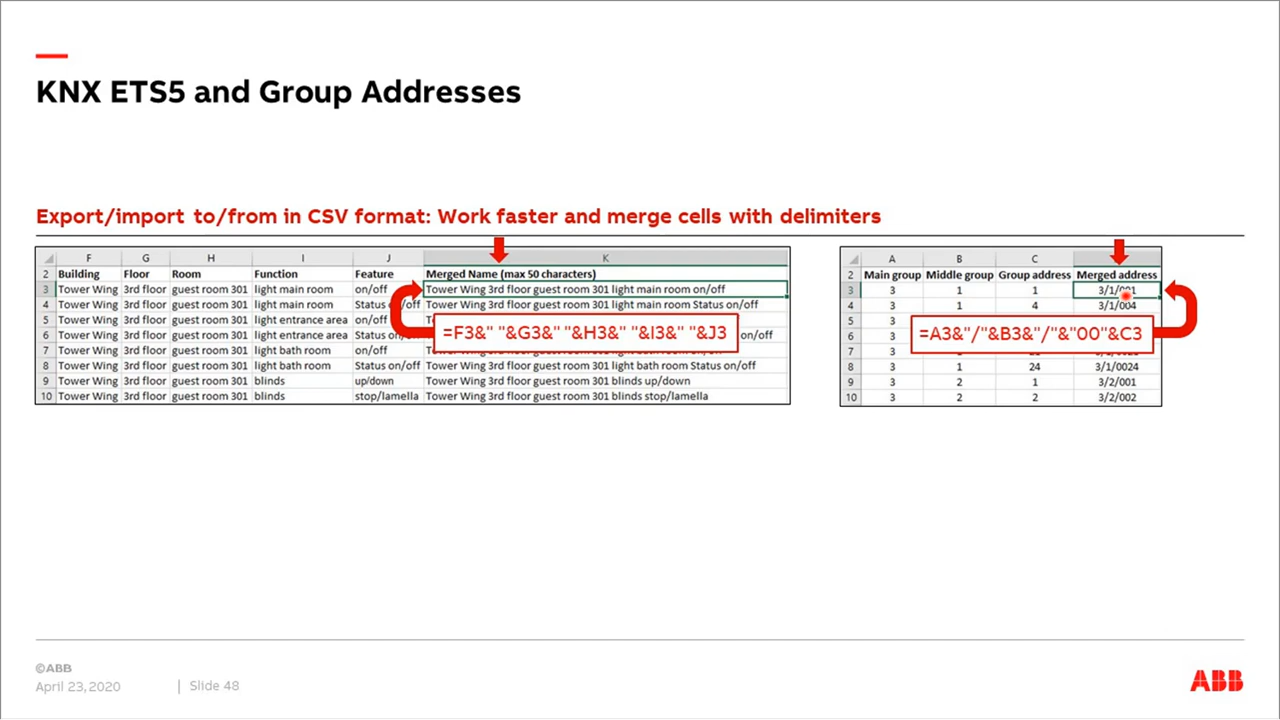 KNX ETS5 and Group Addresses
Export/import to/from in CSV format: Work faster and merge cells with delimiters
F G H I J K
2 Building Floor Room Function Feature Merged Name (max 50 characters)
3 Tower Wing 3rd floor guest room 301 light main room on/off Tower Wing 3rd floor guest room 301 light main room on/off
4 Tower Wing 3rd floor guest room 301 light main room Status on/off Tower Wing 3rd floor guest room 301 light main room Status on/off
5 Tower Wing 3rd floor guest room 301 light entrance area on/off
6 Tower Wing 3rd floor guest room 301 light entrance area Status on/off on/off
7 Tower Wing 3rd floor guest room 301 light bath room on/off
8 Tower Wing 3rd floor guest room 301 light bath room Status on/off Tower Wing 3rd floor guest room 301 light bath room Status on/off
9 Tower Wing 3rd floor guest room 301 blinds up/down Tower Wing 3rd floor guest room 301 blinds up/down
10 Tower Wing 3rd floor guest room 301 blinds stop/lamella Tower Wing 3rd floor guest room 301 blinds stop/lamella
=F3&" "&G3&" "&H3&" "&I3&" "&J3
A B C D
2 Main group Middle group Group address Merged address
3 3 1 1 3/1/001
4 3 1 4 3/1/004
5 3
6 3
7 3
8 3 1 24 3/1/0024
9 3 2 1 3/2/001
10 3 2 2 3/2/002
=A3&"/"&B3&"/"&"00"&C3
©ABB
April 23, 2020 | Slide 48
ABB